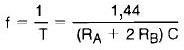 f = 1/T = 1,44 / (R_A + 2 R_B) C